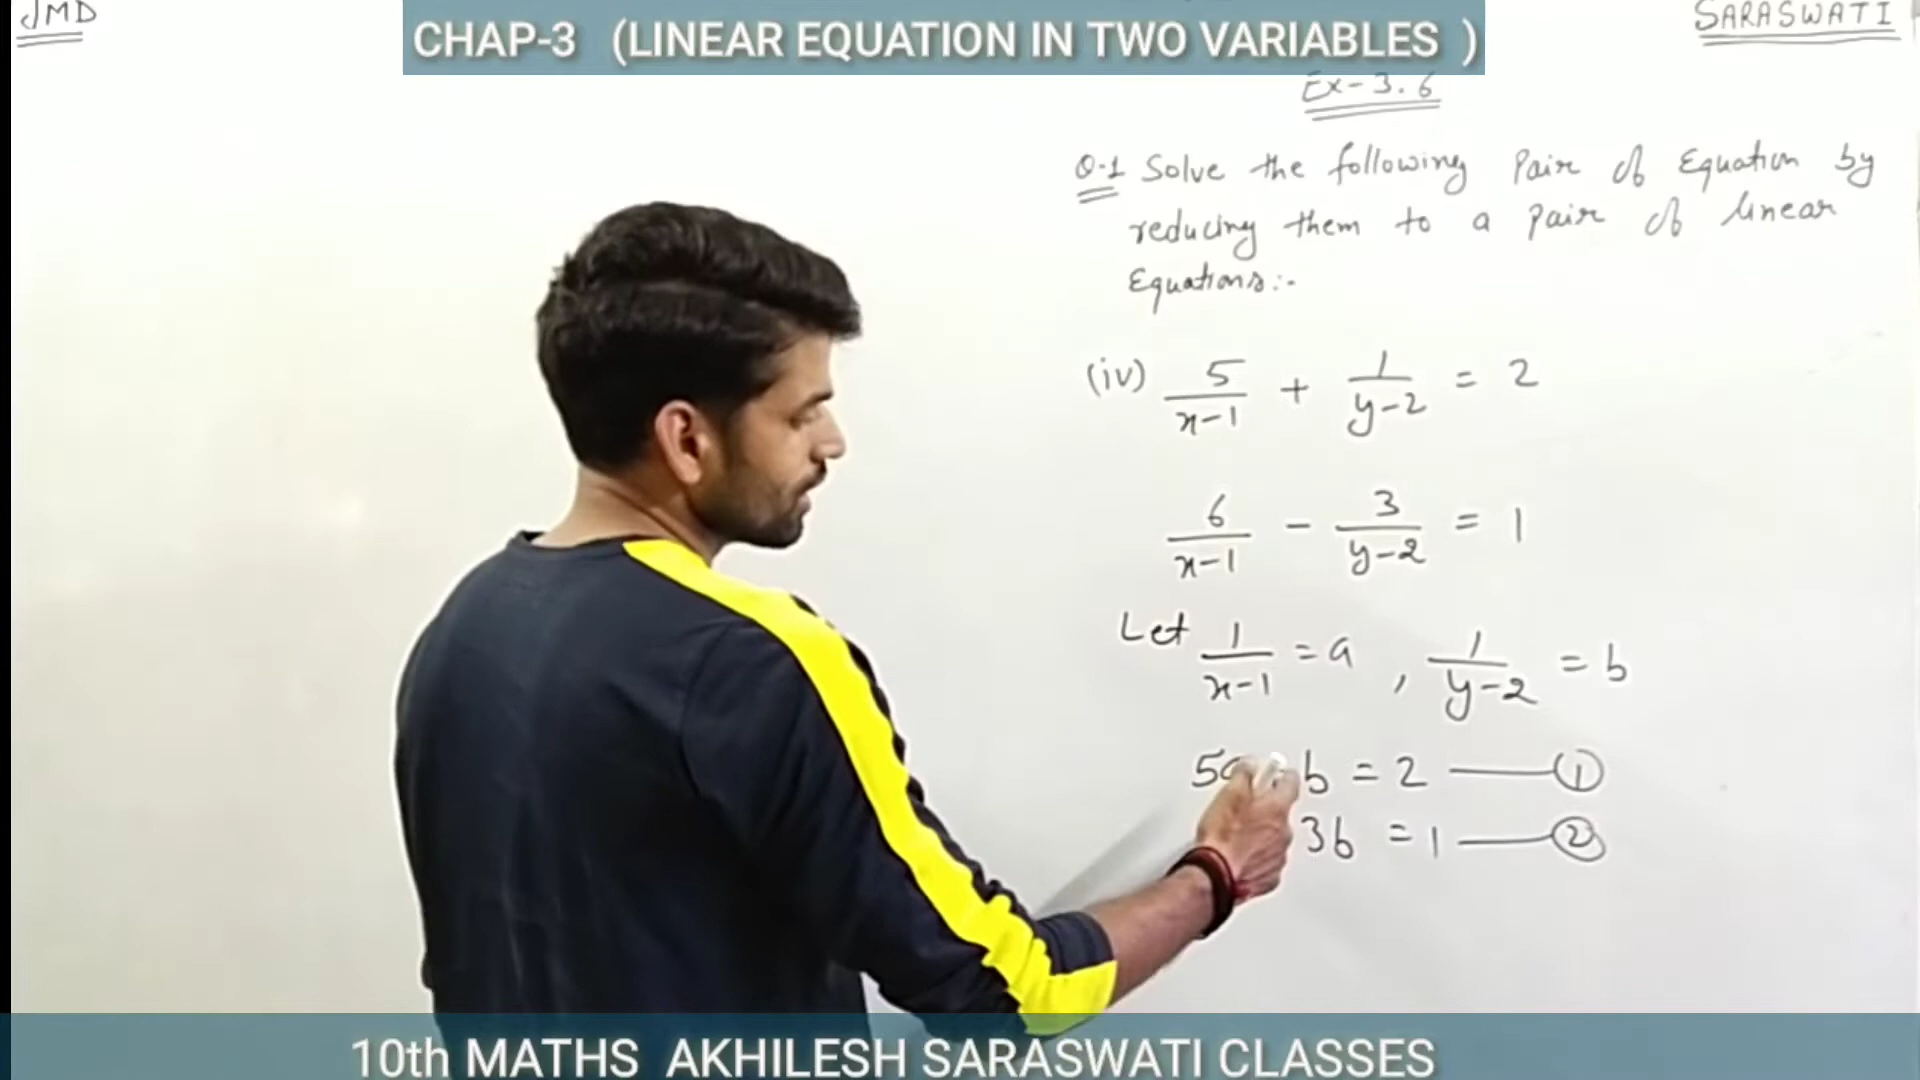 JMD
CHAP-3 (LINEAR EQUATION IN TWO VARIABLES )
SARASWATI
Ex-3.6
Q-1 Solve the following Pair of Equation by
reducing them to a pair of linear
Equations:-
(iv) 5/(x-1) + 1/(y-2) = 2
6/(x-1) - 3/(y-2) = 1
Let 1/(x-1) = a , 1/(y-2) = b
5a b = 2 —— ①
3b = 1 —— ②
10th MATHS AKHILESH SARASWATI CLASSES